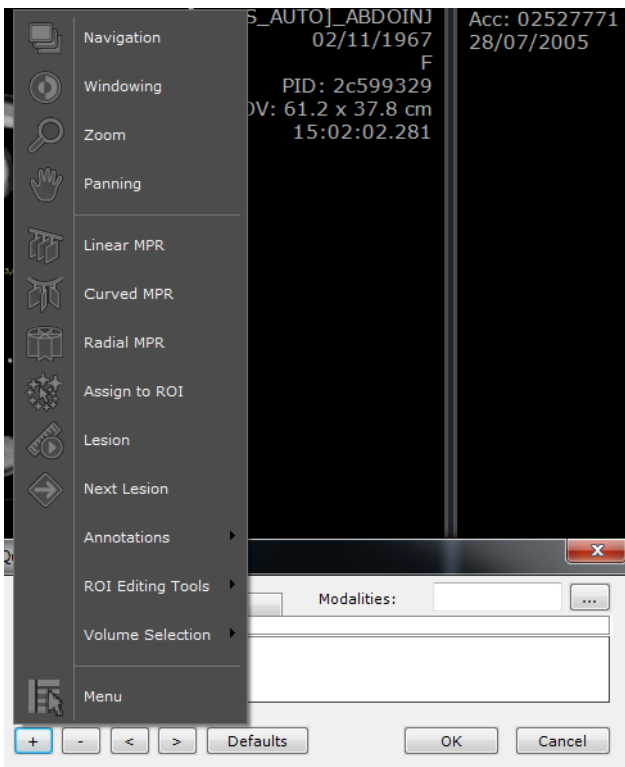 S_AUTO]_ABDOINJ
02/11/1967
F
PID: 2c599329
OV: 61.2 x 37.8 cm
15:02:02.281
Acc: 02527771
28/07/2005
Navigation
Windowing
Zoom
Panning
Linear MPR
Curved MPR
Radial MPR
Assign to ROI
Lesion
Next Lesion
Annotations
ROI Editing Tools
Volume Selection
Menu
Modalities:
...
+ - < > Defaults OK Cancel